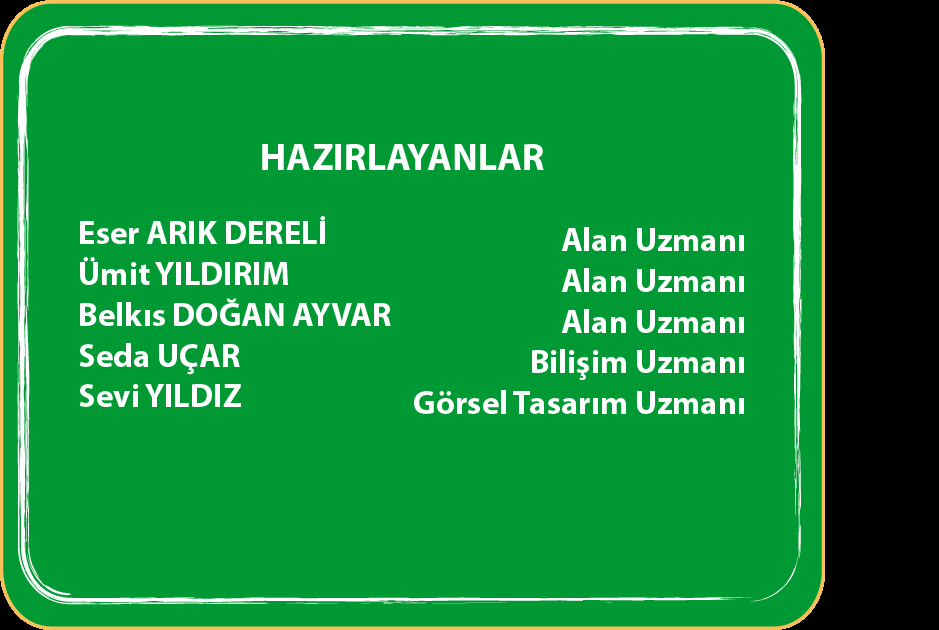 HAZIRLAYANLAR
Eser ARIK DERELİ Alan Uzmanı
Ümit YILDIRIM Alan Uzmanı
Belkıs DOĞAN AYVAR Alan Uzmanı
Seda UÇAR Bilişim Uzmanı
Sevi YILDIZ Görsel Tasarım Uzmanı